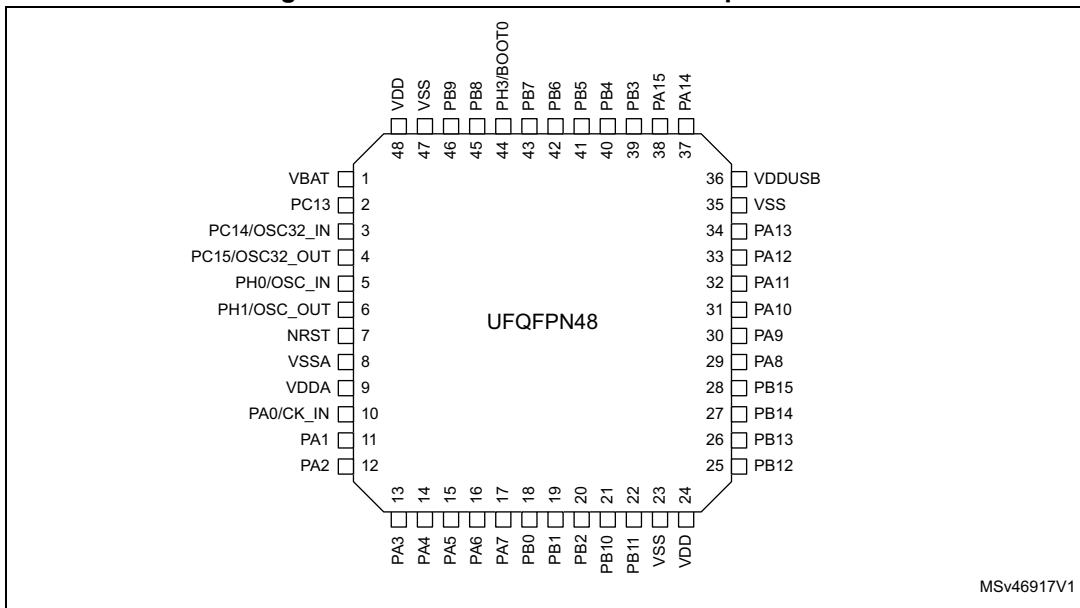 VDD
VSS
PB9
PB8
PH3/BOOT0
PB7
PB6
PB5
PB4
PB3
PA15
PA14
48 47 46 45 44 43 42 41 40 39 38 37
VBAT 1
PC13 2
PC14/OSC32_IN 3
PC15/OSC32_OUT 4
PH0/OSC_IN 5
PH1/OSC_OUT 6
NRST 7
VSSA 8
VDDA 9
PA0/CK_IN 10
PA1 11
PA2 12
UFQFPN48
36 VDDUSB
35 VSS
34 PA13
33 PA12
32 PA11
31 PA10
30 PA9
29 PA8
28 PB15
27 PB14
26 PB13
25 PB12
13 14 15 16 17 18 19 20 21 22 23 24
PA3
PA4
PA5
PA6
PA7
PB0
PB1
PB2
PB10
PB11
VSS
VDD
MSv46917V1